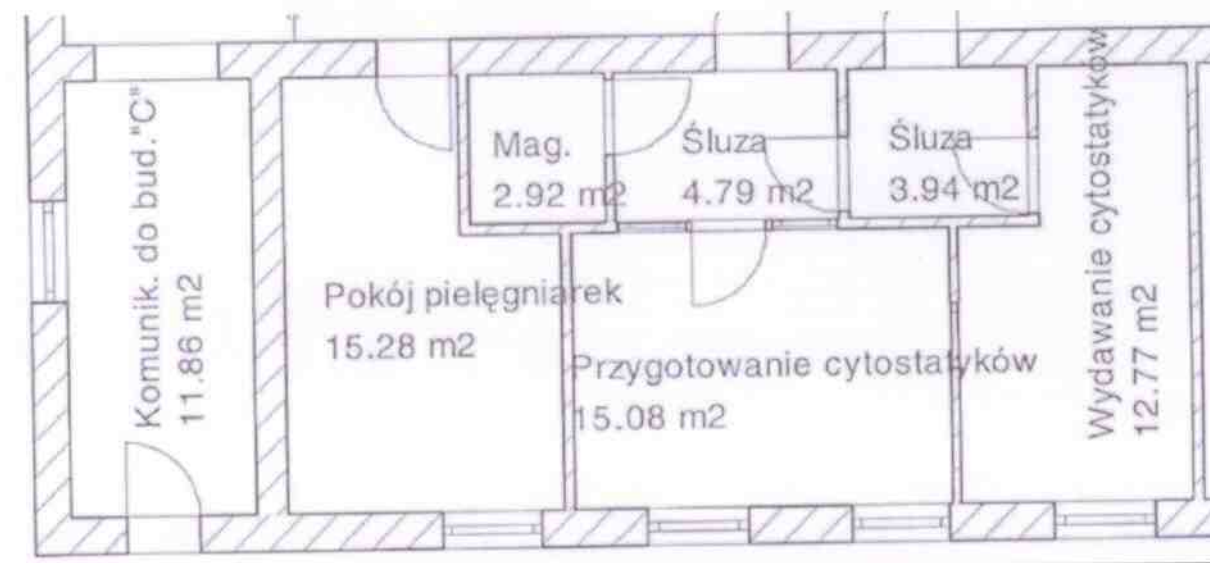 Komunik. do bud."C"
11.86 m2
Pokój pielęgniarek
15.28 m2
Mag.
2.92 m2
Śluza
4.79 m2
Śluza
3.94 m2
Przygotowanie cytostatyków
15.08 m2
Wydawanie cytostatyków
12.77 m2